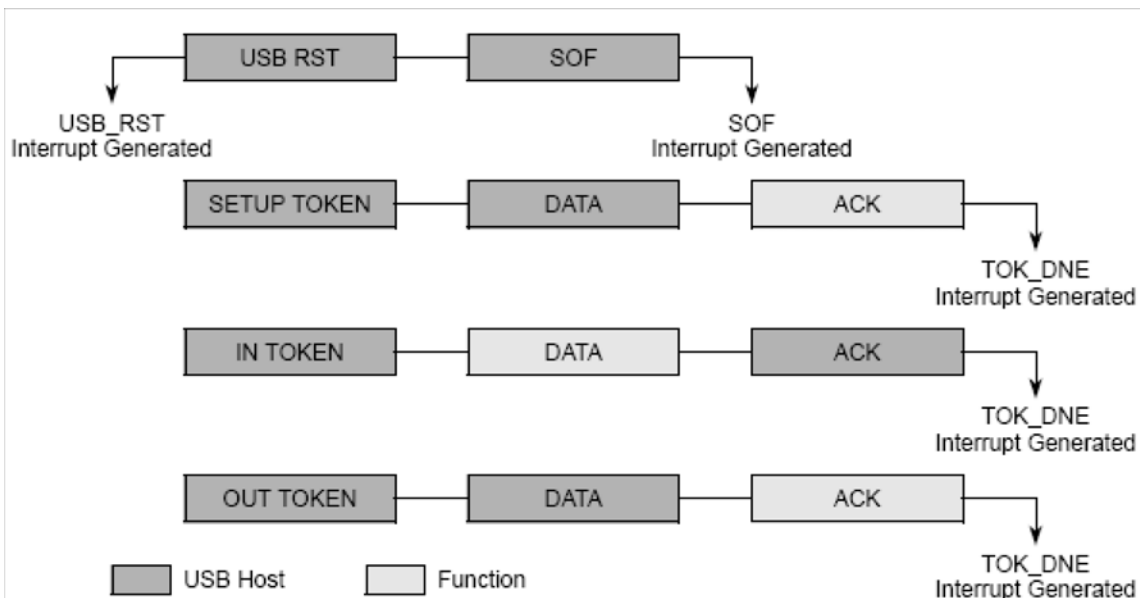 USB RST
SOF
USB_RST
Interrupt Generated
SOF
Interrupt Generated
SETUP TOKEN
DATA
ACK
TOK_DNE
Interrupt Generated
IN TOKEN
DATA
ACK
TOK_DNE
Interrupt Generated
OUT TOKEN
DATA
ACK
TOK_DNE
Interrupt Generated
USB Host
Function